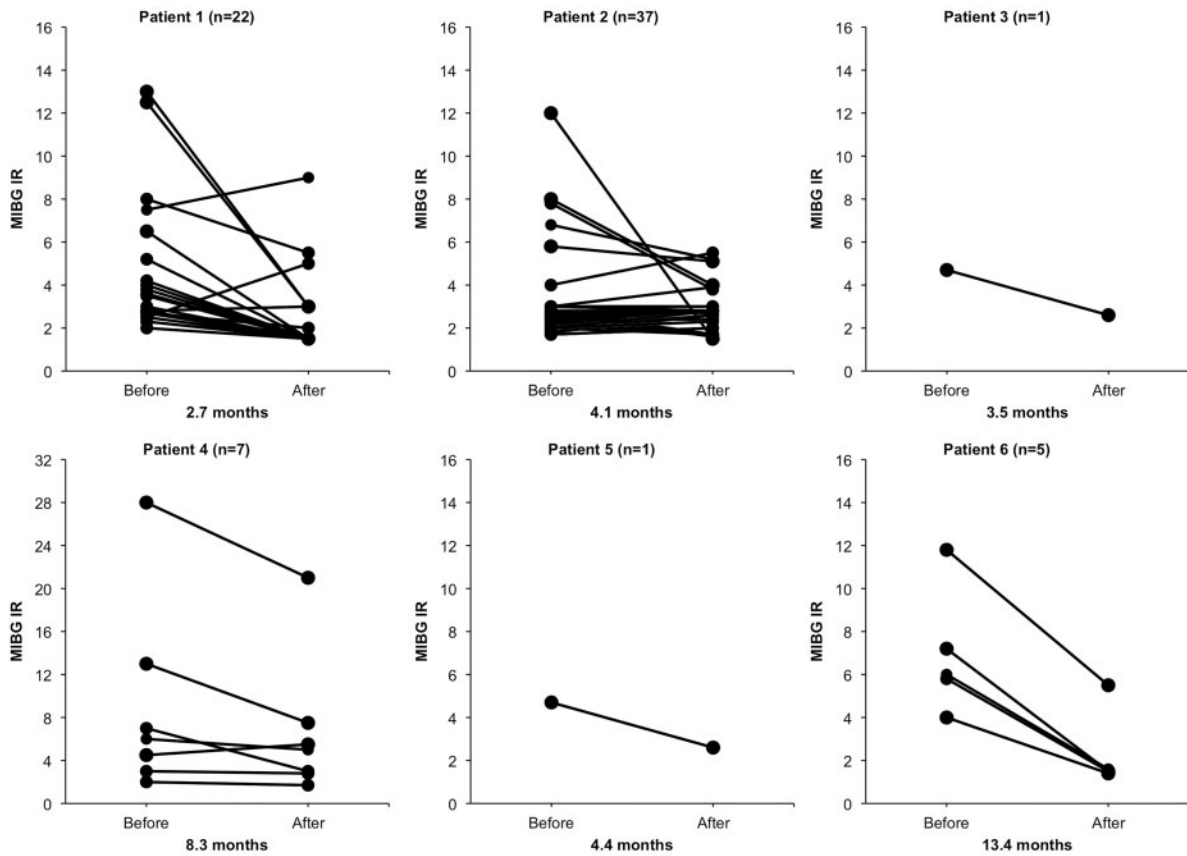 Patient 1 (n=22)
16
14
12
10
8
6
4
2
0
MIBG IR
Before After
2.7 months
Patient 2 (n=37)
16
14
12
10
8
6
4
2
0
MIBG IR
Before After
4.1 months
Patient 3 (n=1)
16
14
12
10
8
6
4
2
0
MIBG IR
Before After
3.5 months
Patient 4 (n=7)
32
28
24
20
16
12
8
4
0
MIBG IR
Before After
8.3 months
Patient 5 (n=1)
16
14
12
10
8
6
4
2
0
MIBG IR
Before After
4.4 months
Patient 6 (n=5)
16
14
12
10
8
6
4
2
0
MIBG IR
Before After
13.4 months